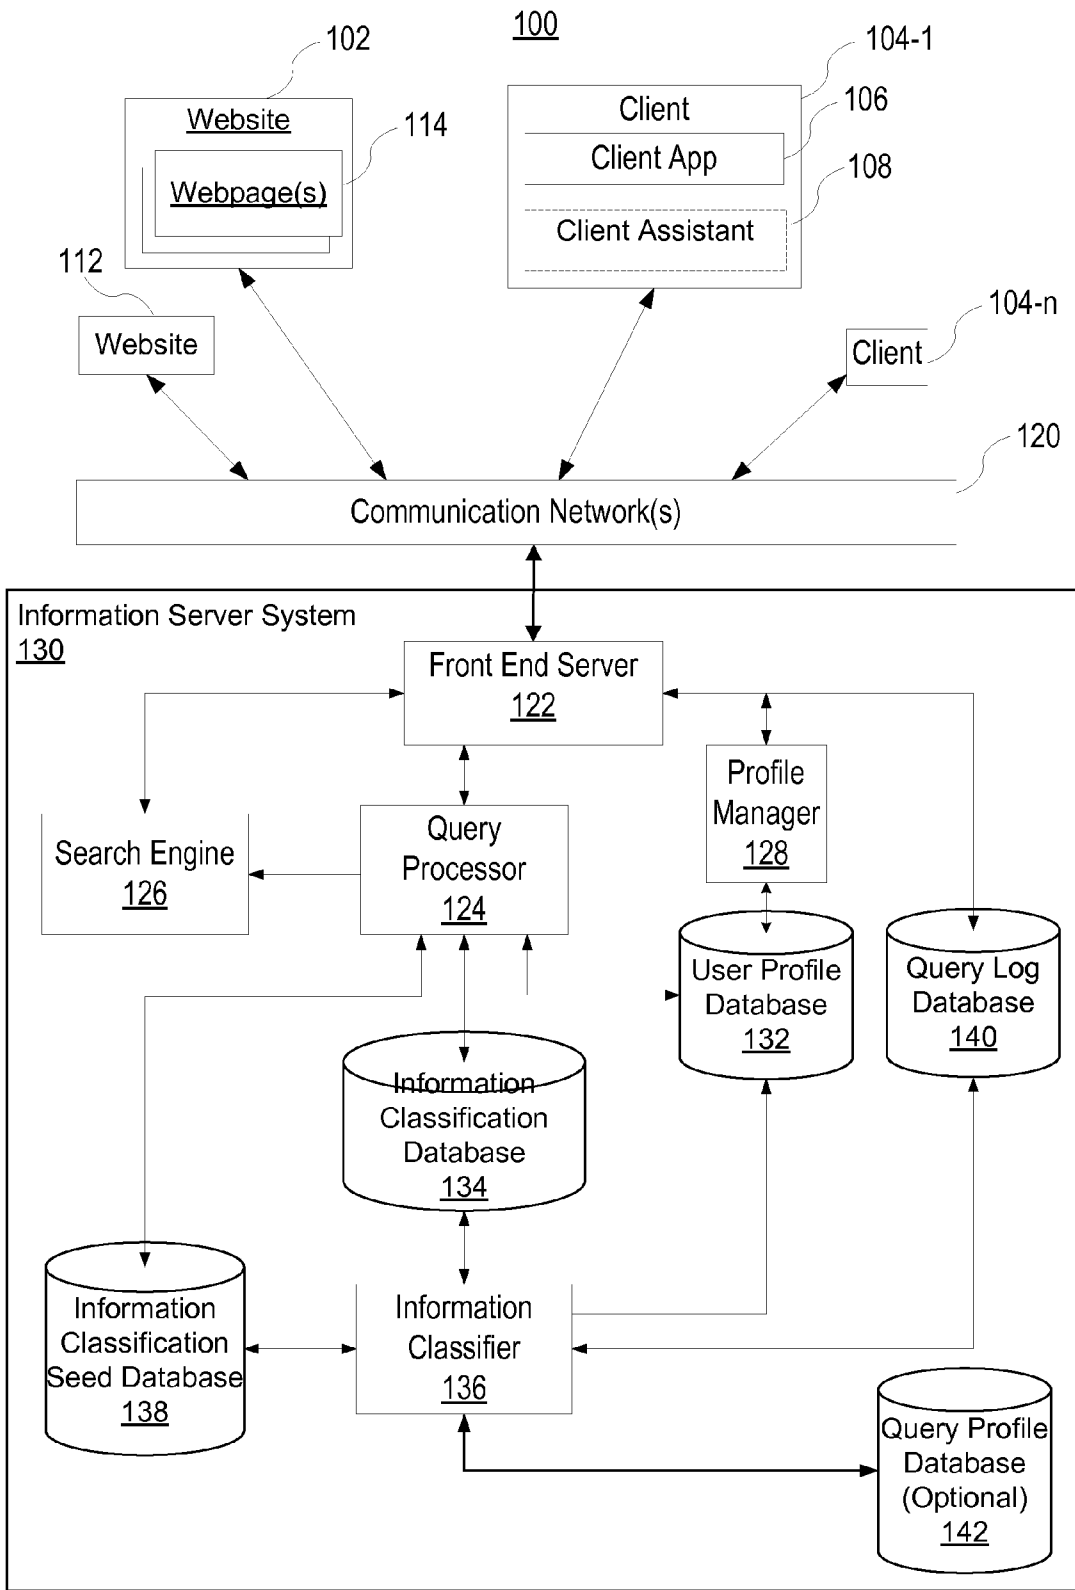 100
102
104-1
Website
Client
106
114
Client App
Webpage(s)
108
Client Assistant
112
104-n
Website
Client
120
Communication Network(s)
Information Server System
130
Front End Server
122
Profile
Manager
128
Query
Processor
124
Search Engine
126
User Profile
Database
132
Query Log
Database
140
Information
Classification
Database
134
Information
Classification
Seed Database
138
Information
Classifier
136
Query Profile
Database
(Optional)
142